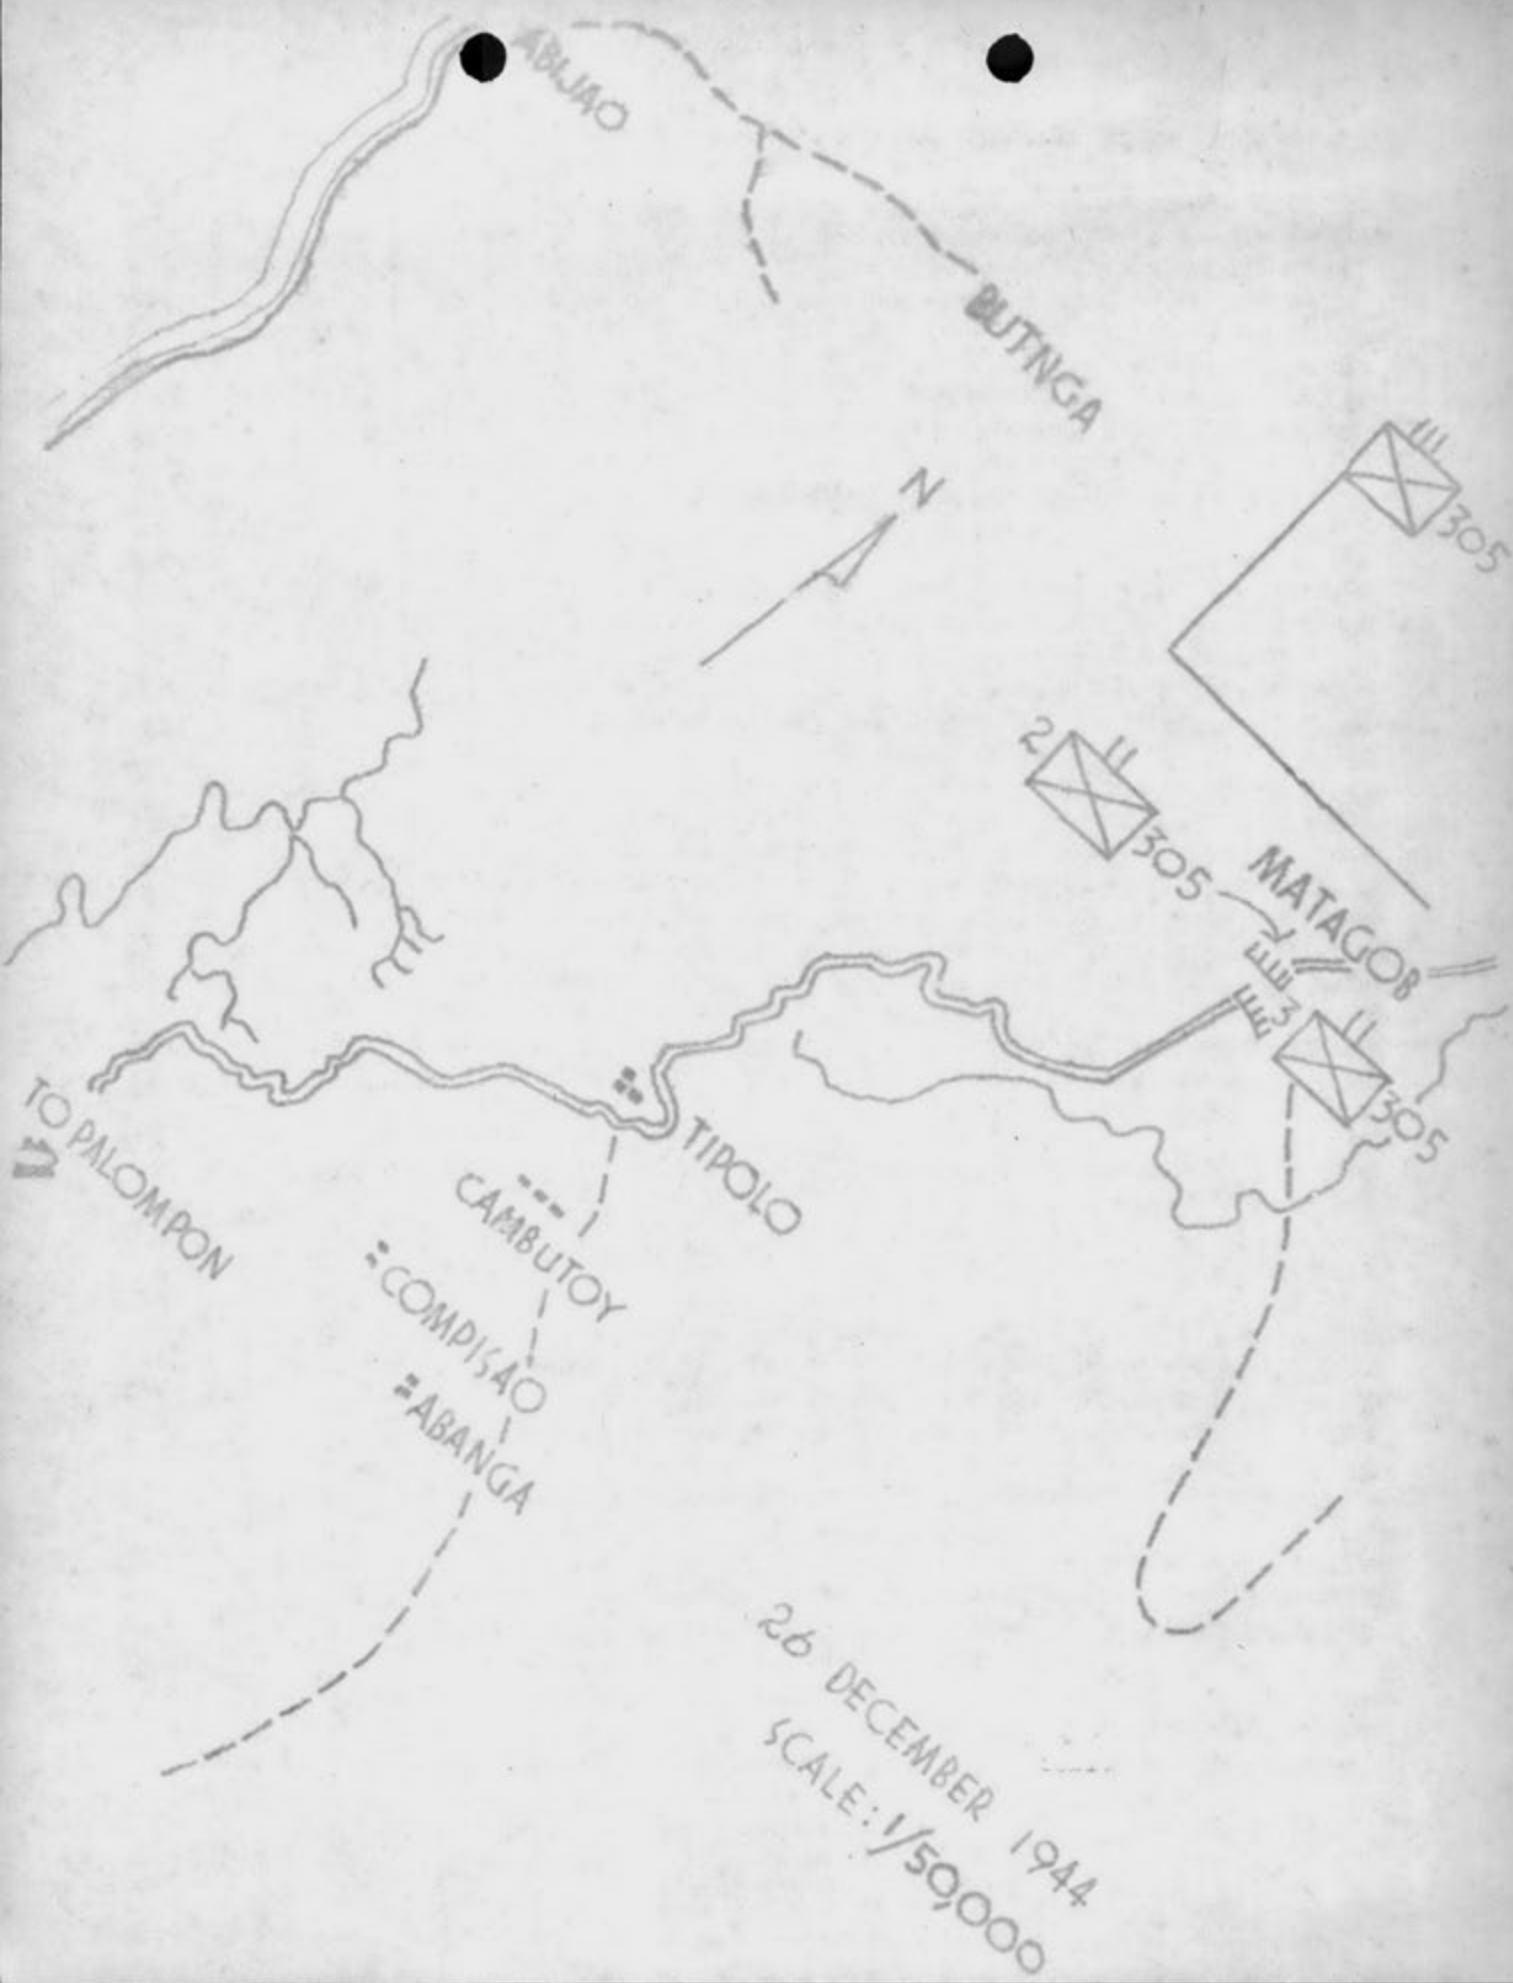 ABIJAO
BUTNGA
N
305
2
305
MATAGOB
3
305
TO PALOMPON
TIPOLO
CAMBUTOY
COMPISAO
ABANGA
26 DECEMBER 1944
SCALE: 1/50,000